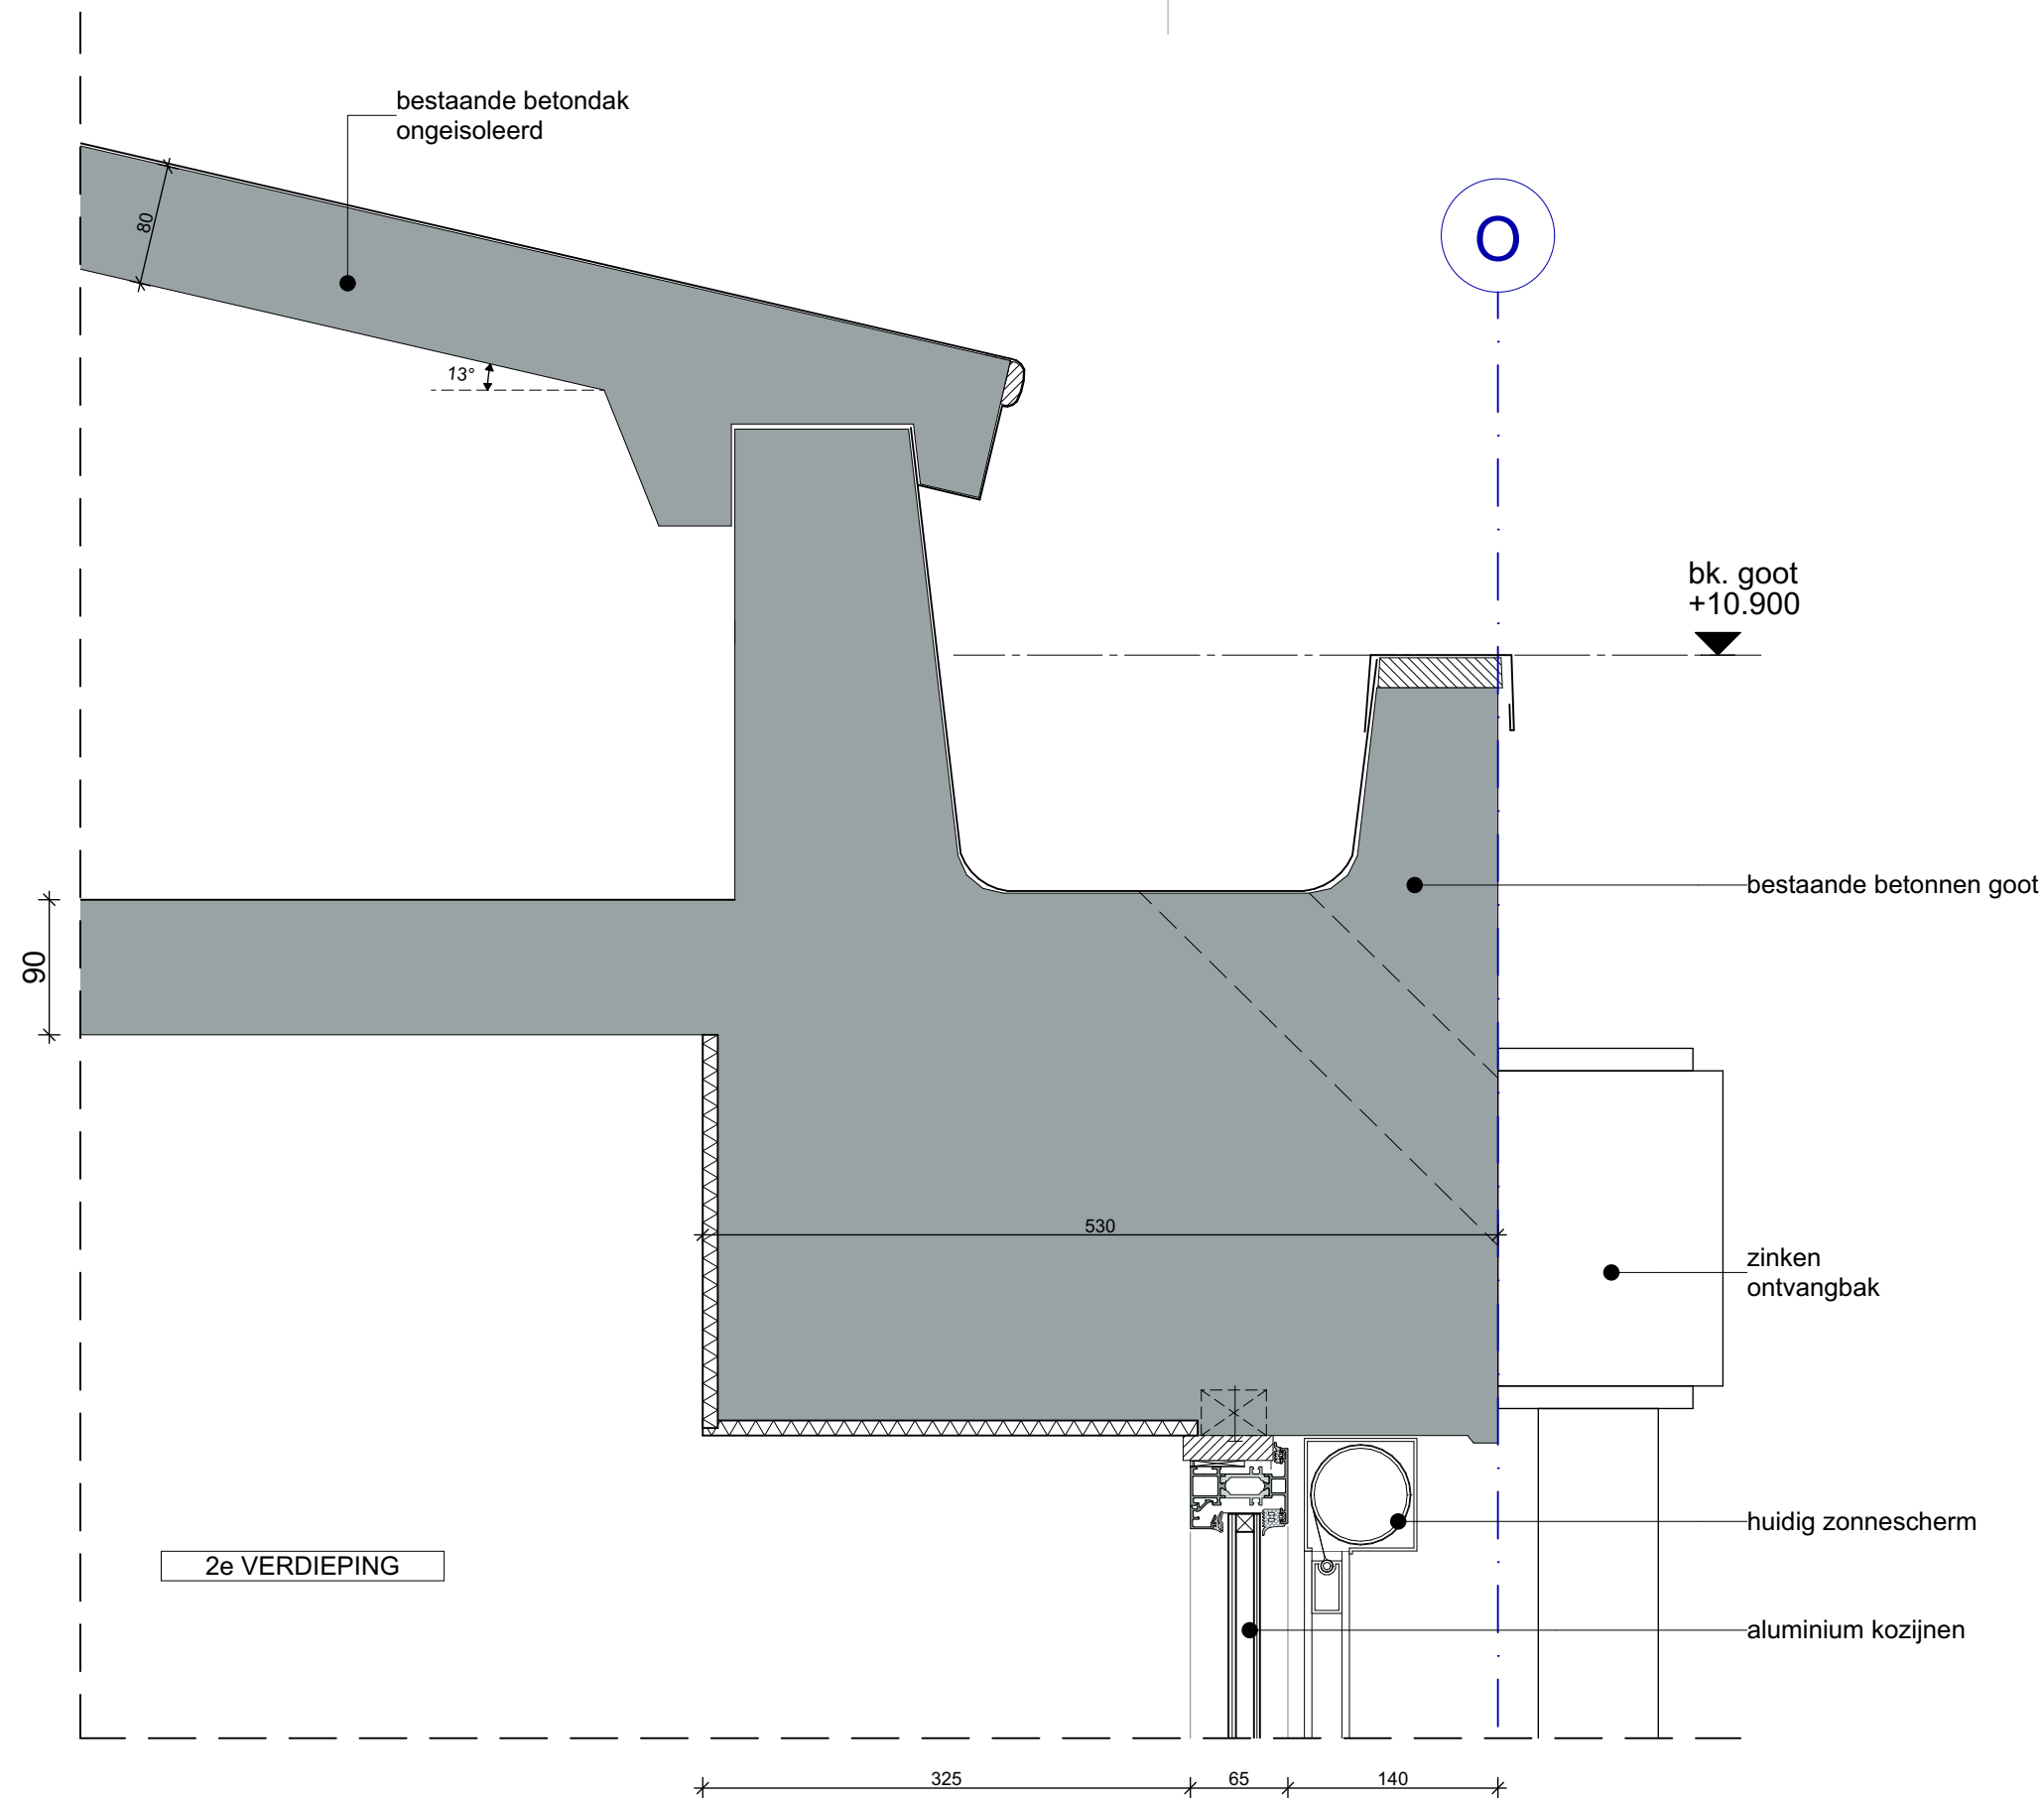 bestaande betondak
ongeisoleerd
80
O
13°
bk. goot
+10.900
bestaande betonnen goot
90
530
zinken
ontvangbak
huidig zonnescherm
2e VERDIEPING
aluminium kozijnen
325
65
140